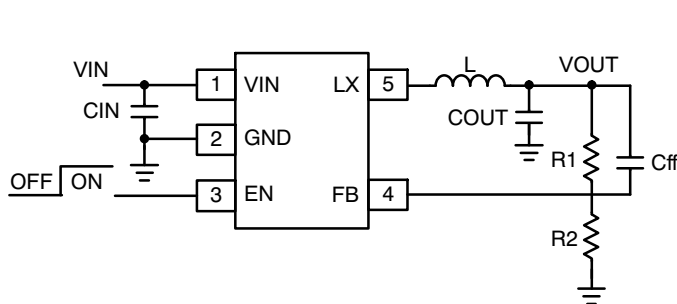 VIN
VOUT
L
1 VIN
LX 5
CIN
COUT
2 GND
R1
Cff
OFF ON
3 EN
FB 4
R2